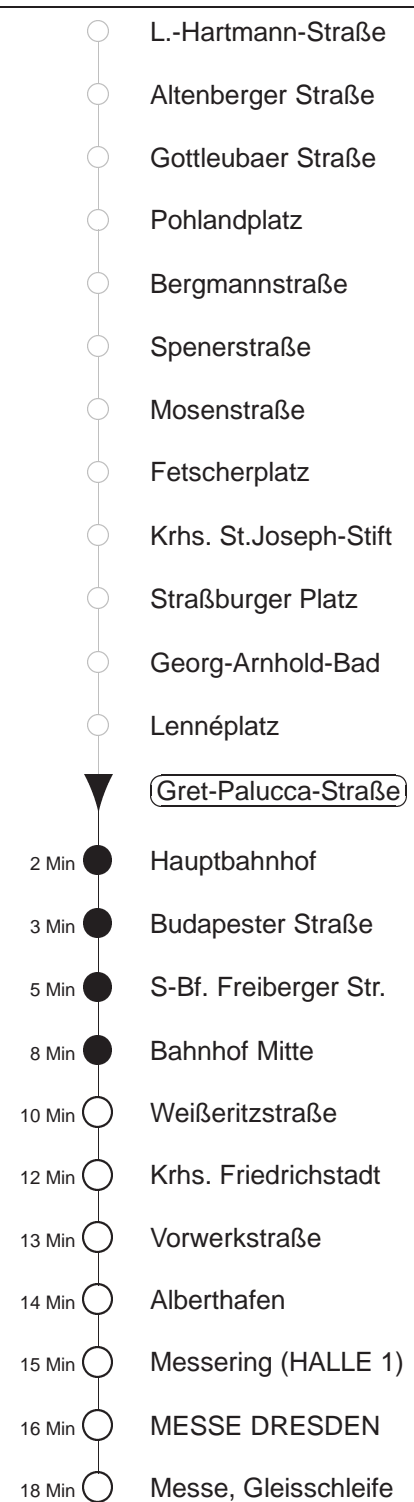 L.-Hartmann-Straße
Altenberger Straße
Gottleubaer Straße
Pohlandplatz
Bergmannstraße
Spenerstraße
Mosenstraße
Fetscherplatz
Krhs. St.Joseph-Stift
Straßburger Platz
Georg-Arnhold-Bad
Lennéplatz
Gret-Palucca-Straße
2 Min Hauptbahnhof
3 Min Budapester Straße
5 Min S-Bf. Freiberger Str.
8 Min Bahnhof Mitte
10 Min Weißeritzstraße
12 Min Krhs. Friedrichstadt
13 Min Vorwerkstraße
14 Min Alberthafen
15 Min Messering (HALLE 1)
16 Min MESSE DRESDEN
18 Min Messe, Gleisschleife